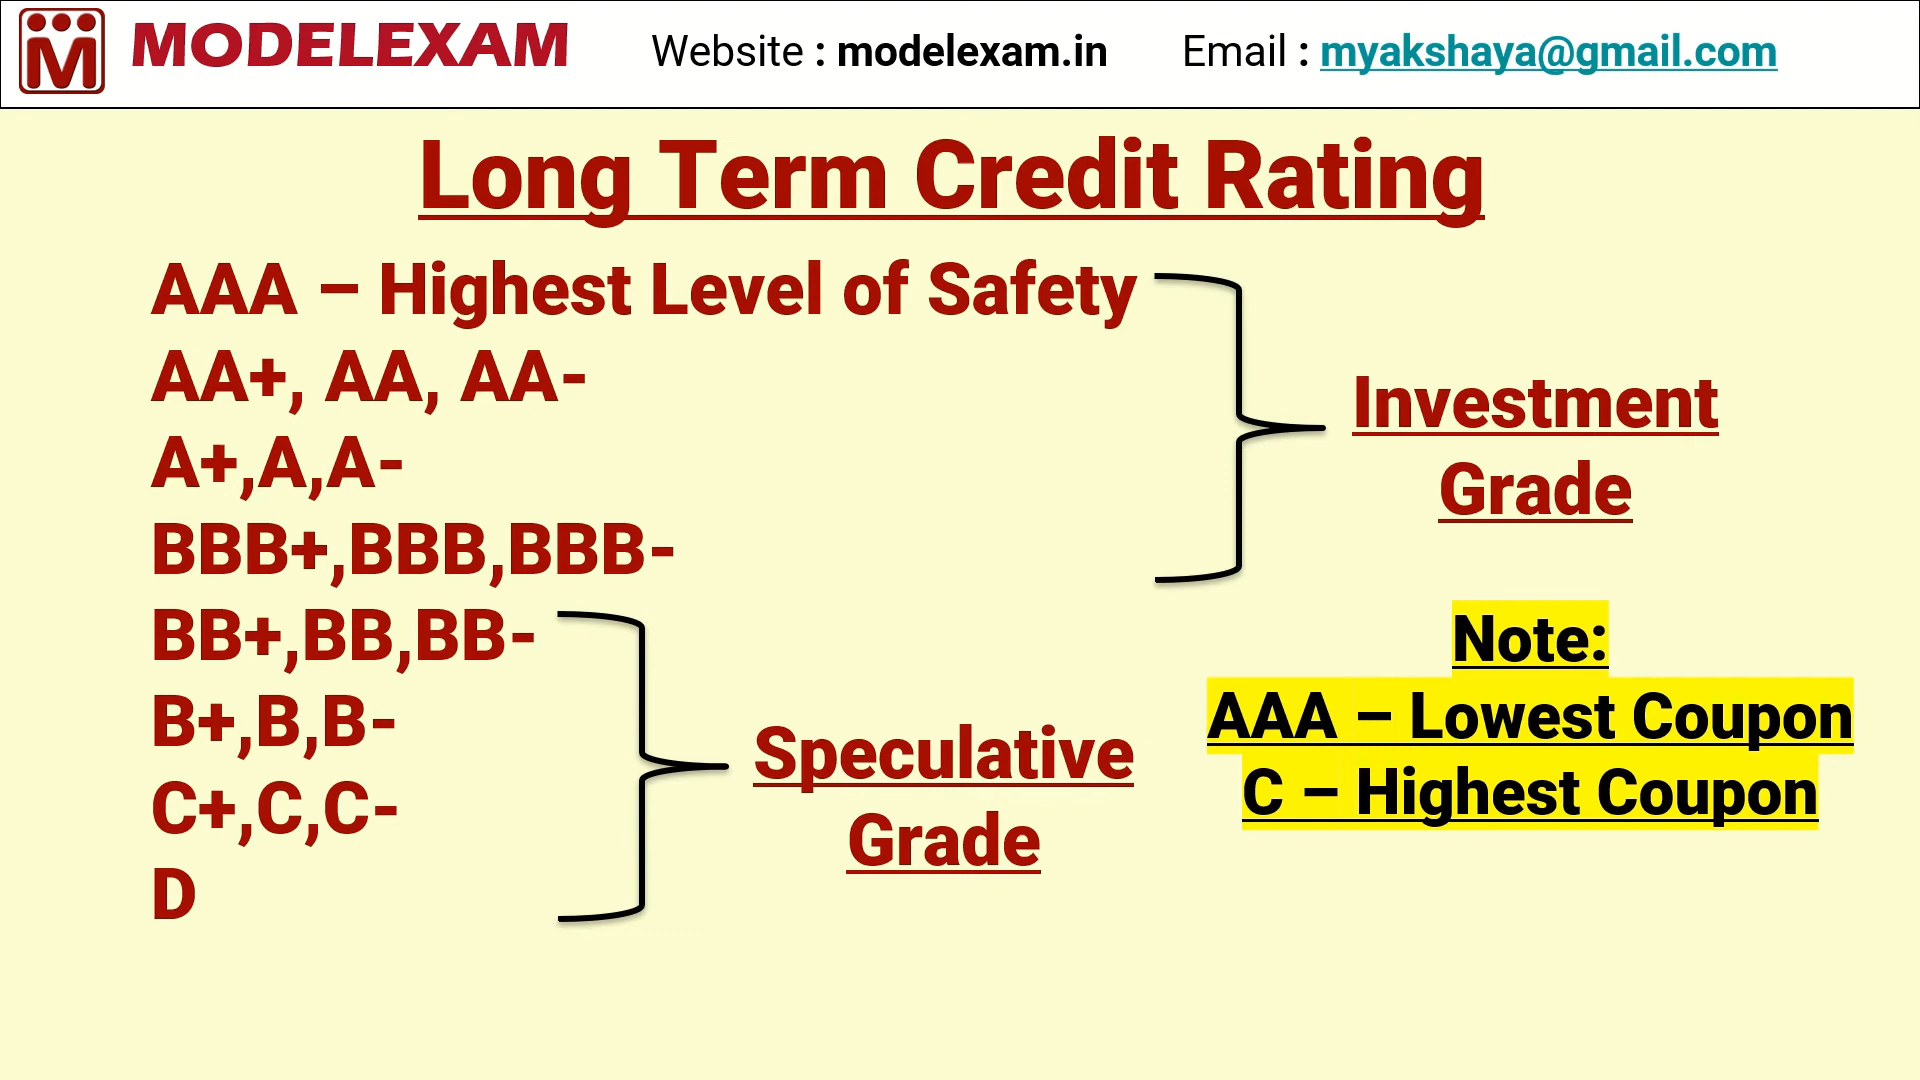 MODELEXAM
Website : modelexam.in
Email : myakshaya@gmail.com
Long Term Credit Rating
AAA – Highest Level of Safety
AA+, AA, AA-
A+,A,A-
BBB+,BBB,BBB-
BB+,BB,BB-
B+,B,B-
C+,C,C-
D
Investment
Grade
Speculative
Grade
Note:
AAA – Lowest Coupon
C – Highest Coupon